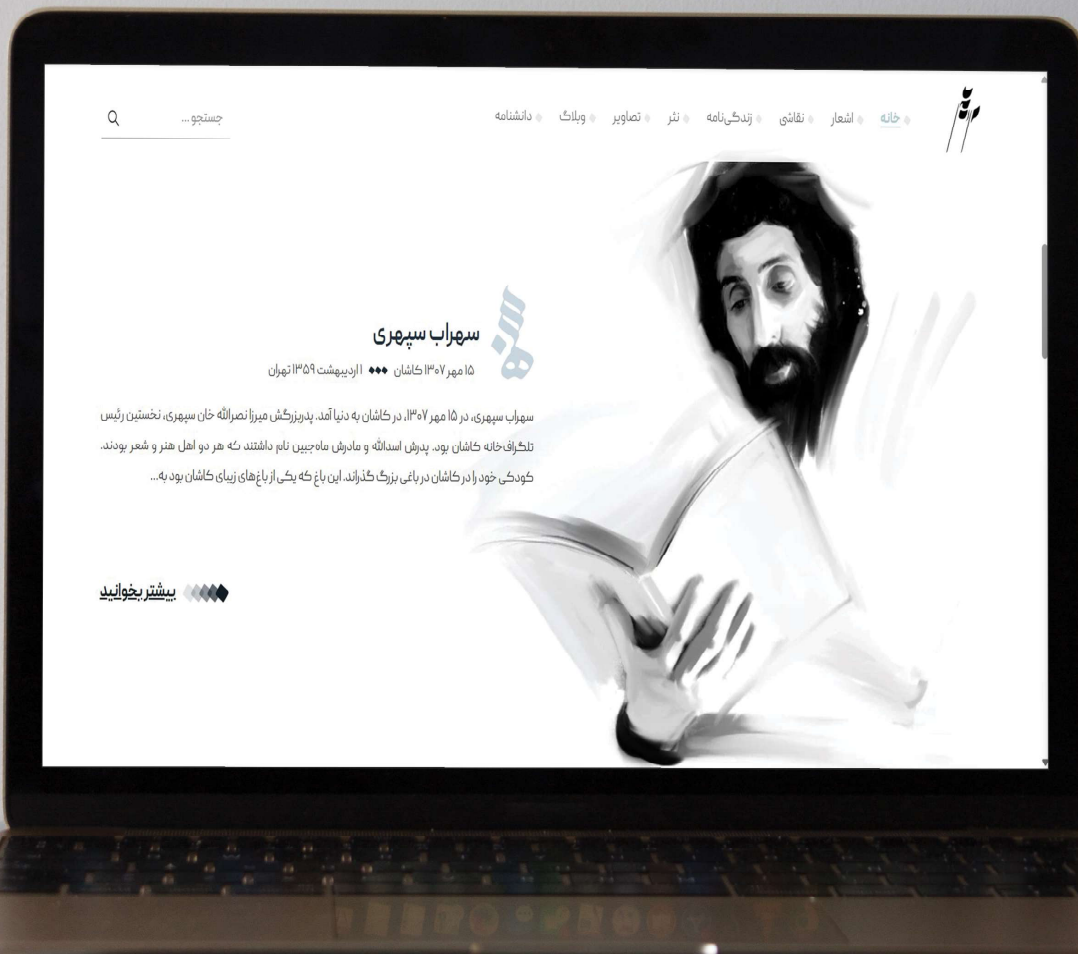 خانه اشعار نقاشی زندگی‌نامه نثر تصاویر وبلاگ دانشنامه
جستجو ...
سهراب سپهری
۱۵ مهر ۱۳۰۷ کاشان ••• ۱ اردیبهشت ۱۳۵۹ تهران
سهراب سپهری، در ۱۵ مهر ۱۳۰۷، در کاشان به دنیا آمد. پدربزرگش میرزا نصرالله خان سپهری، نخستین رئیس
تلگراف‌خانه کاشان بود. پدرش اسدالله و مادرش ماه‌جبین نام داشتند که هر دو اهل هنر و شعر بودند.
کودکی خود را در کاشان در باغی بزرگ گذراند. این باغ که یکی از باغ‌های زیبای کاشان بود به...
بیشتر بخوانید